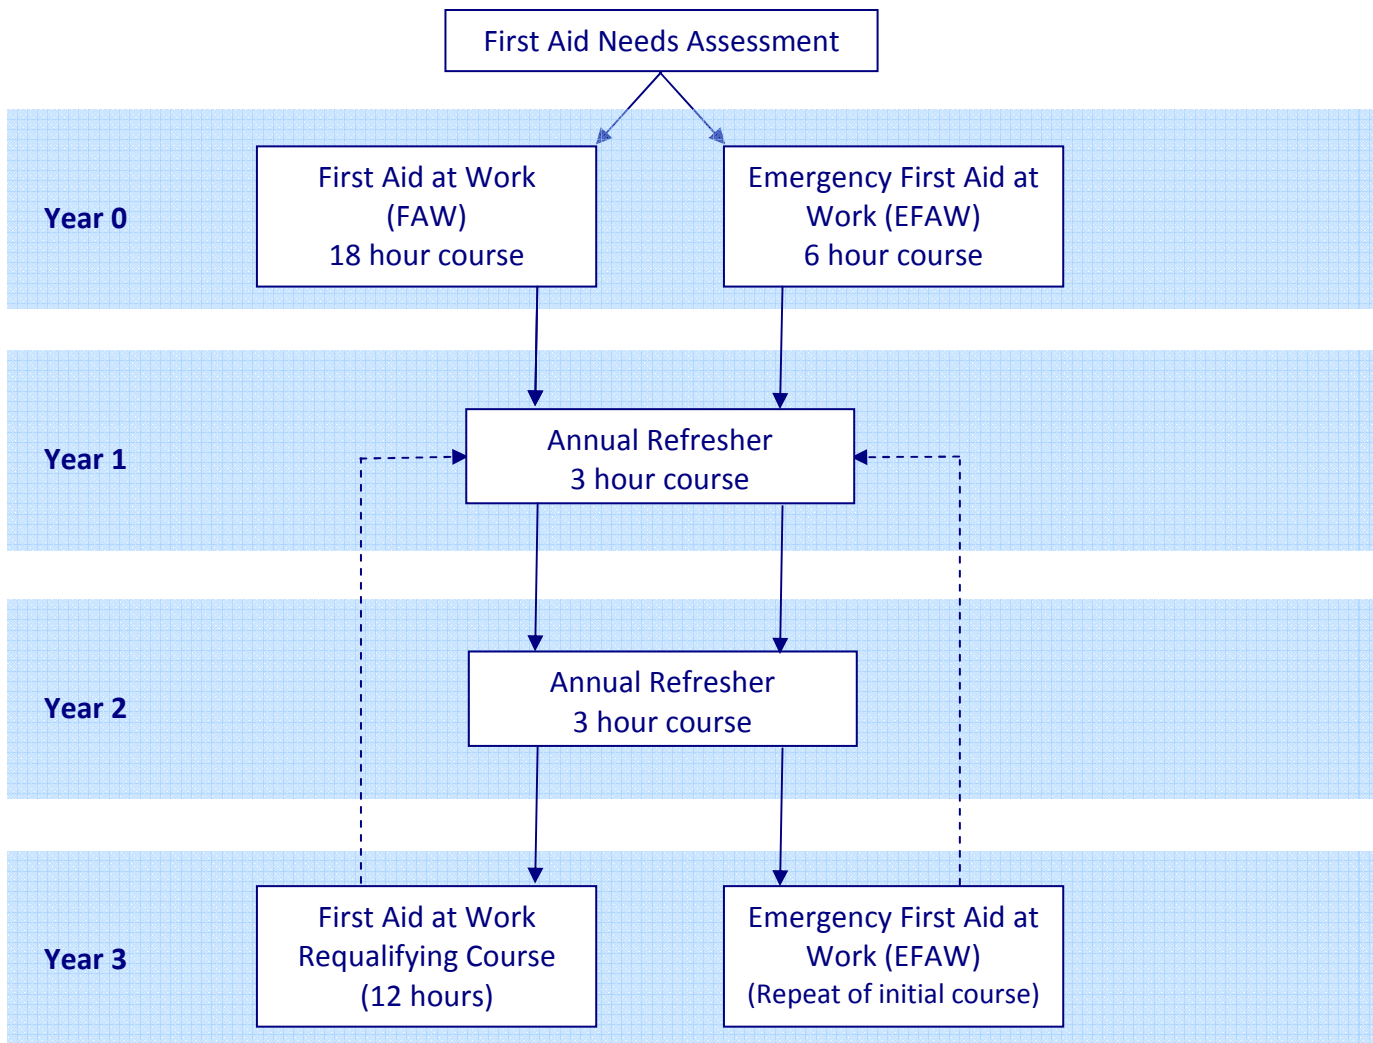 First Aid Needs Assessment
Year 0
First Aid at Work
(FAW)
18 hour course
Emergency First Aid at
Work (EFAW)
6 hour course
Year 1
Annual Refresher
3 hour course
Year 2
Annual Refresher
3 hour course
Year 3
First Aid at Work
Requalifying Course
(12 hours)
Emergency First Aid at
Work (EFAW)
(Repeat of initial course)